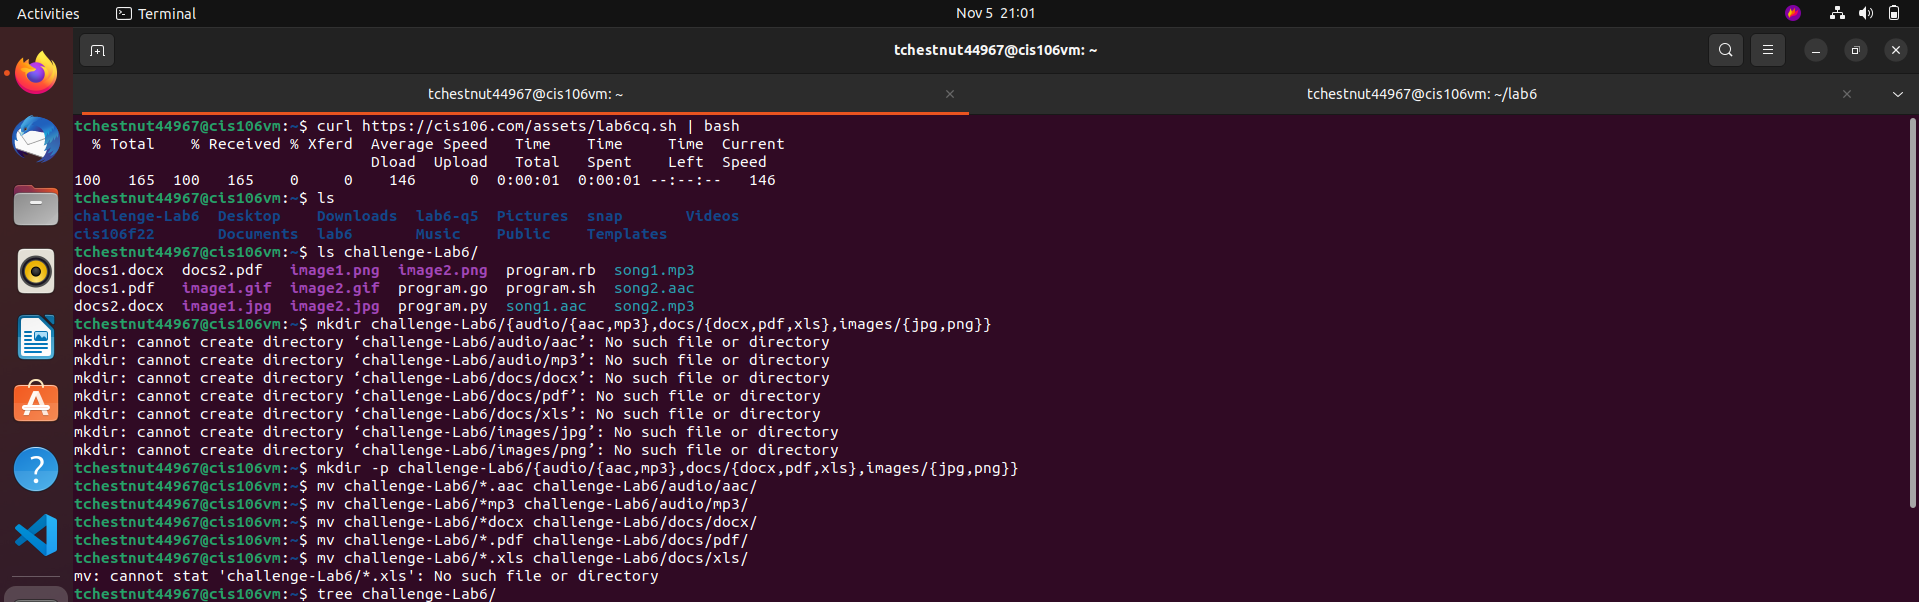 Activities Terminal Nov 5 21:01
tchestnut44967@cis106vm: ~
tchestnut44967@cis106vm: ~ tchestnut44967@cis106vm: ~/lab6
tchestnut44967@cis106vm:~$ curl https://cis106.com/assets/lab6cq.sh | bash
  % Total    % Received % Xferd  Average Speed   Time    Time     Time  Current
                                 Dload  Upload   Total   Spent    Left  Speed
100   165  100   165    0     0    146      0  0:00:01  0:00:01 --:--:--   146
tchestnut44967@cis106vm:~$ ls
challenge-Lab6  Desktop    Downloads  lab6-q5  Pictures  snap       Videos
cis106f22       Documents  lab6       Music    Public    Templates
tchestnut44967@cis106vm:~$ ls challenge-Lab6/
docs1.docx  docs2.pdf   image1.png  image2.png  program.rb  song1.mp3
docs1.pdf   image1.gif  image2.gif  program.go  program.sh  song2.aac
docs2.docx  image1.jpg  image2.jpg  program.py  song1.aac   song2.mp3
tchestnut44967@cis106vm:~$ mkdir challenge-Lab6/{audio/{aac,mp3},docs/{docx,pdf,xls},images/{jpg,png}}
mkdir: cannot create directory ‘challenge-Lab6/audio/aac’: No such file or directory
mkdir: cannot create directory ‘challenge-Lab6/audio/mp3’: No such file or directory
mkdir: cannot create directory ‘challenge-Lab6/docs/docx’: No such file or directory
mkdir: cannot create directory ‘challenge-Lab6/docs/pdf’: No such file or directory
mkdir: cannot create directory ‘challenge-Lab6/docs/xls’: No such file or directory
mkdir: cannot create directory ‘challenge-Lab6/images/jpg’: No such file or directory
mkdir: cannot create directory ‘challenge-Lab6/images/png’: No such file or directory
tchestnut44967@cis106vm:~$ mkdir -p challenge-Lab6/{audio/{aac,mp3},docs/{docx,pdf,xls},images/{jpg,png}}
tchestnut44967@cis106vm:~$ mv challenge-Lab6/*.aac challenge-Lab6/audio/aac/
tchestnut44967@cis106vm:~$ mv challenge-Lab6/*mp3 challenge-Lab6/audio/mp3/
tchestnut44967@cis106vm:~$ mv challenge-Lab6/*docx challenge-Lab6/docs/docx/
tchestnut44967@cis106vm:~$ mv challenge-Lab6/*.pdf challenge-Lab6/docs/pdf/
tchestnut44967@cis106vm:~$ mv challenge-Lab6/*.xls challenge-Lab6/docs/xls/
mv: cannot stat 'challenge-Lab6/*.xls': No such file or directory
tchestnut44967@cis106vm:~$ tree challenge-Lab6/